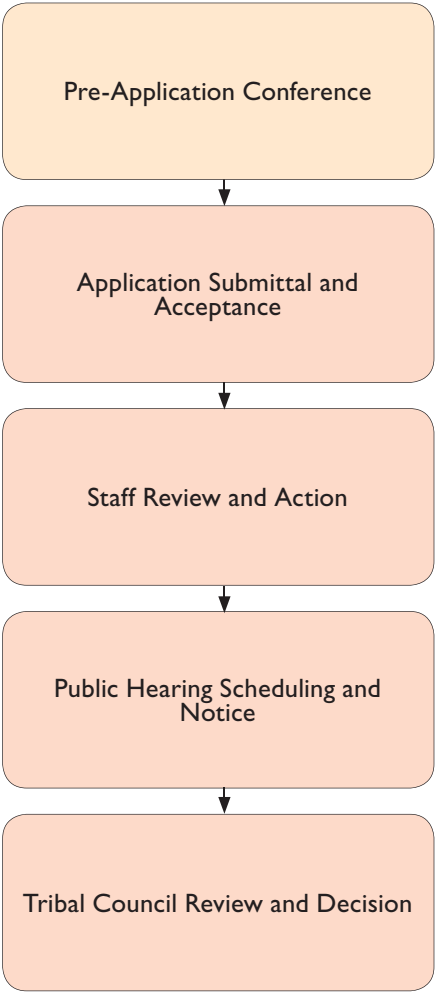 Pre-Application Conference
Application Submittal and
Acceptance
Staff Review and Action
Public Hearing Scheduling and
Notice
Tribal Council Review and Decision